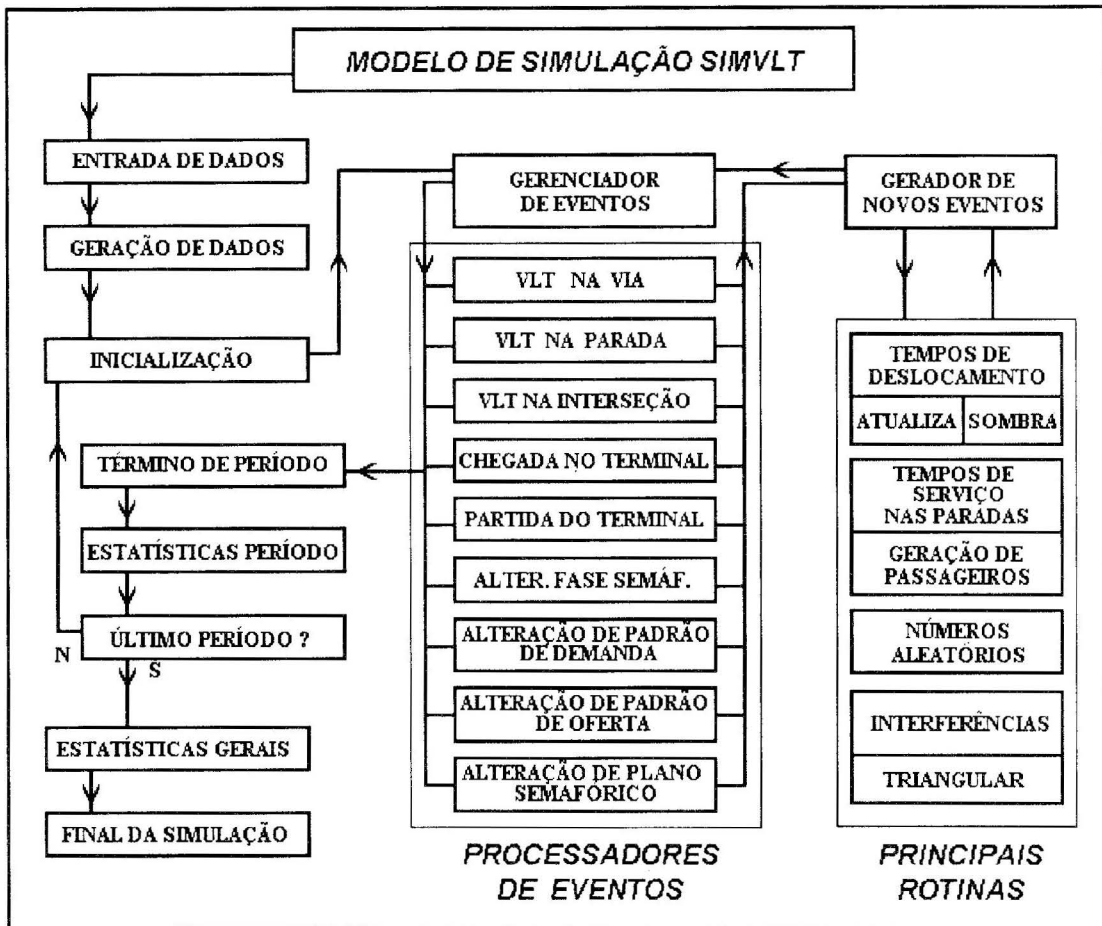 MODELO DE SIMULAÇÃO SIMVLT
ENTRADA DE DADOS
GERAÇÃO DE DADOS
INICIALIZAÇÃO
TÉRMINO DE PERÍODO
ESTATÍSTICAS PERÍODO
ÚLTIMO PERÍODO ?
N
S
ESTATÍSTICAS GERAIS
FINAL DA SIMULAÇÃO
GERENCIADOR
DE EVENTOS
VLT NA VIA
VLT NA PARADA
VLT NA INTERSEÇÃO
CHEGADA NO TERMINAL
PARTIDA DO TERMINAL
ALTER. FASE SEMÁF.
ALTERAÇÃO DE PADRÃO
DE DEMANDA
ALTERAÇÃO DE PADRÃO
DE OFERTA
ALTERAÇÃO DE PLANO
SEMAFÓRICO
PROCESSADORES
DE EVENTOS
GERADOR DE
NOVOS EVENTOS
TEMPOS DE
DESLOCAMENTO
ATUALIZA
SOMBRA
TEMPOS DE
SERVIÇO
NAS PARADAS
GERAÇÃO DE
PASSAGEIROS
NÚMEROS
ALEATÓRIOS
INTERFERÊNCIAS
TRIANGULAR
PRINCIPAIS
ROTINAS